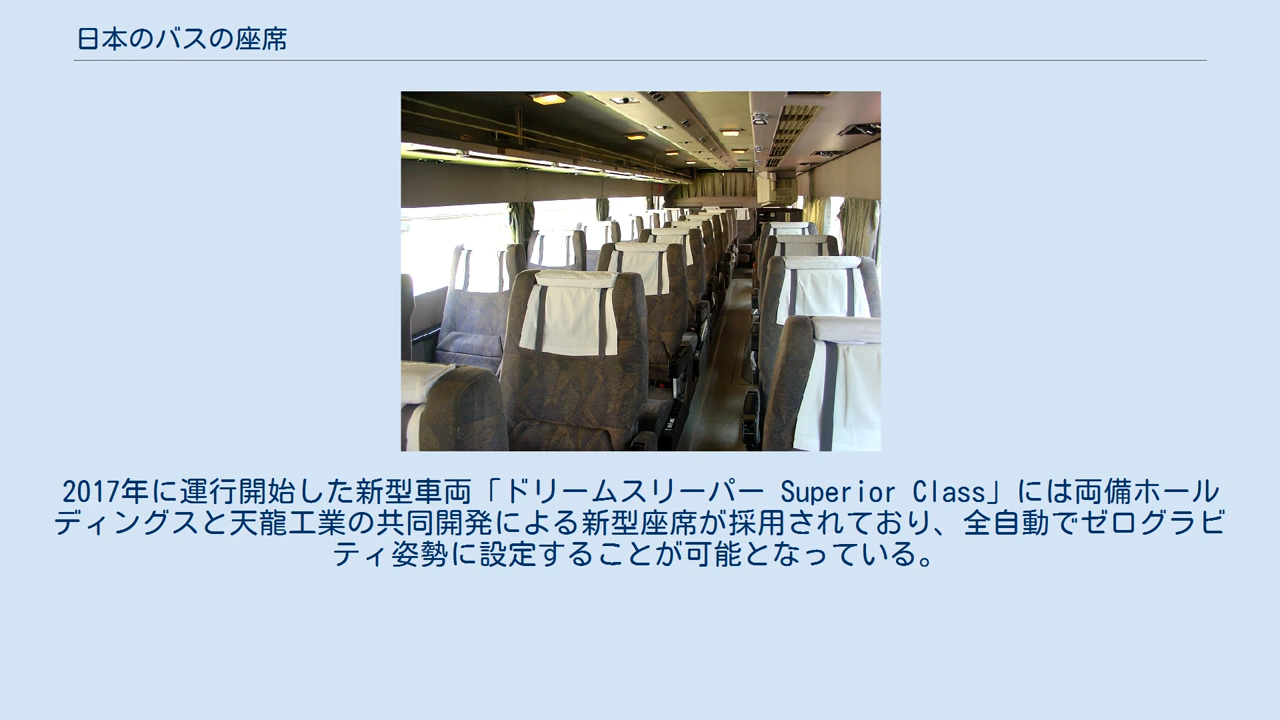 日本のバスの座席
2017年に運行開始した新型車両「ドリームスリーパー Superior Class」には両備ホール
ディングスと天龍工業の共同開発による新型座席が採用されており、全自動でゼログラビ
ティ姿勢に設定することが可能となっている。